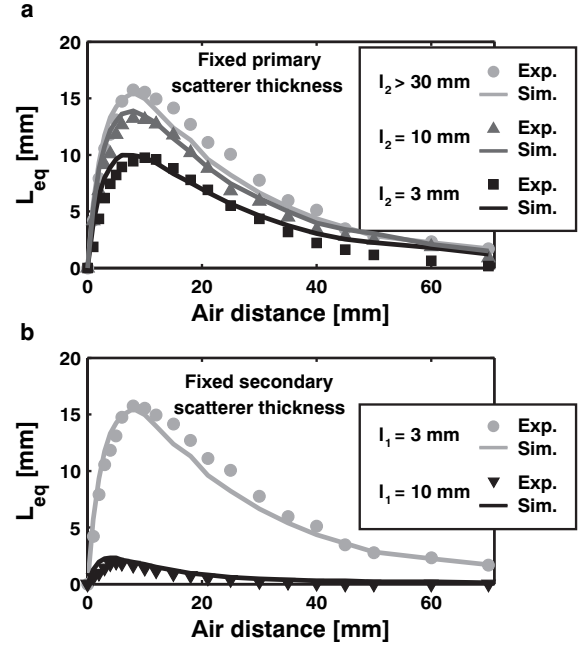 a
Fixed primary
scatterer thickness
l₂ > 30 mm
Exp.
Sim.
l₂ = 10 mm
Exp.
Sim.
l₂ = 3 mm
Exp.
Sim.
20
15
10
5
0
L_eq [mm]
0 20 40 60
Air distance [mm]
b
Fixed secondary
scatterer thickness
l₁ = 3 mm
Exp.
Sim.
l₁ = 10 mm
Exp.
Sim.
20
15
10
5
0
L_eq [mm]
0 20 40 60
Air distance [mm]